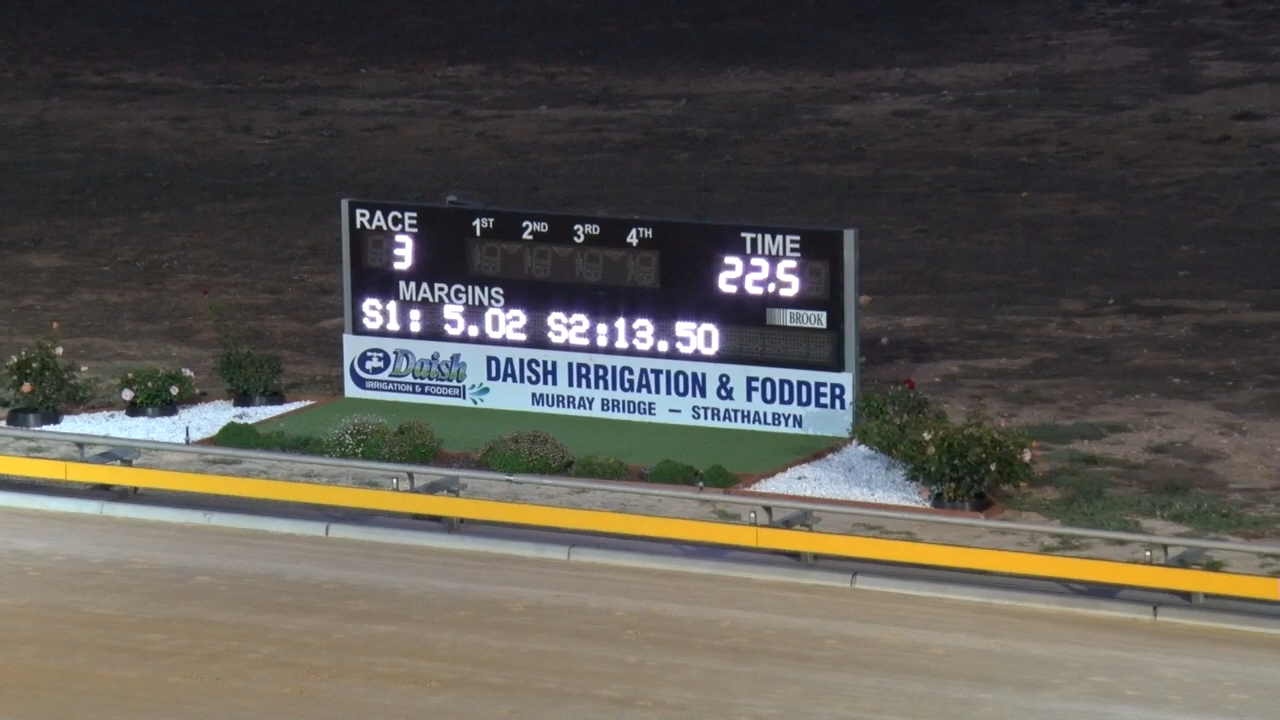 RACE 1ST 2ND 3RD 4TH TIME
3 22.5
MARGINS
BROOK
S1: 5.02 S2:13.50
Daish
IRRIGATION & FODDER
DAISH IRRIGATION & FODDER
MURRAY BRIDGE — STRATHALBYN